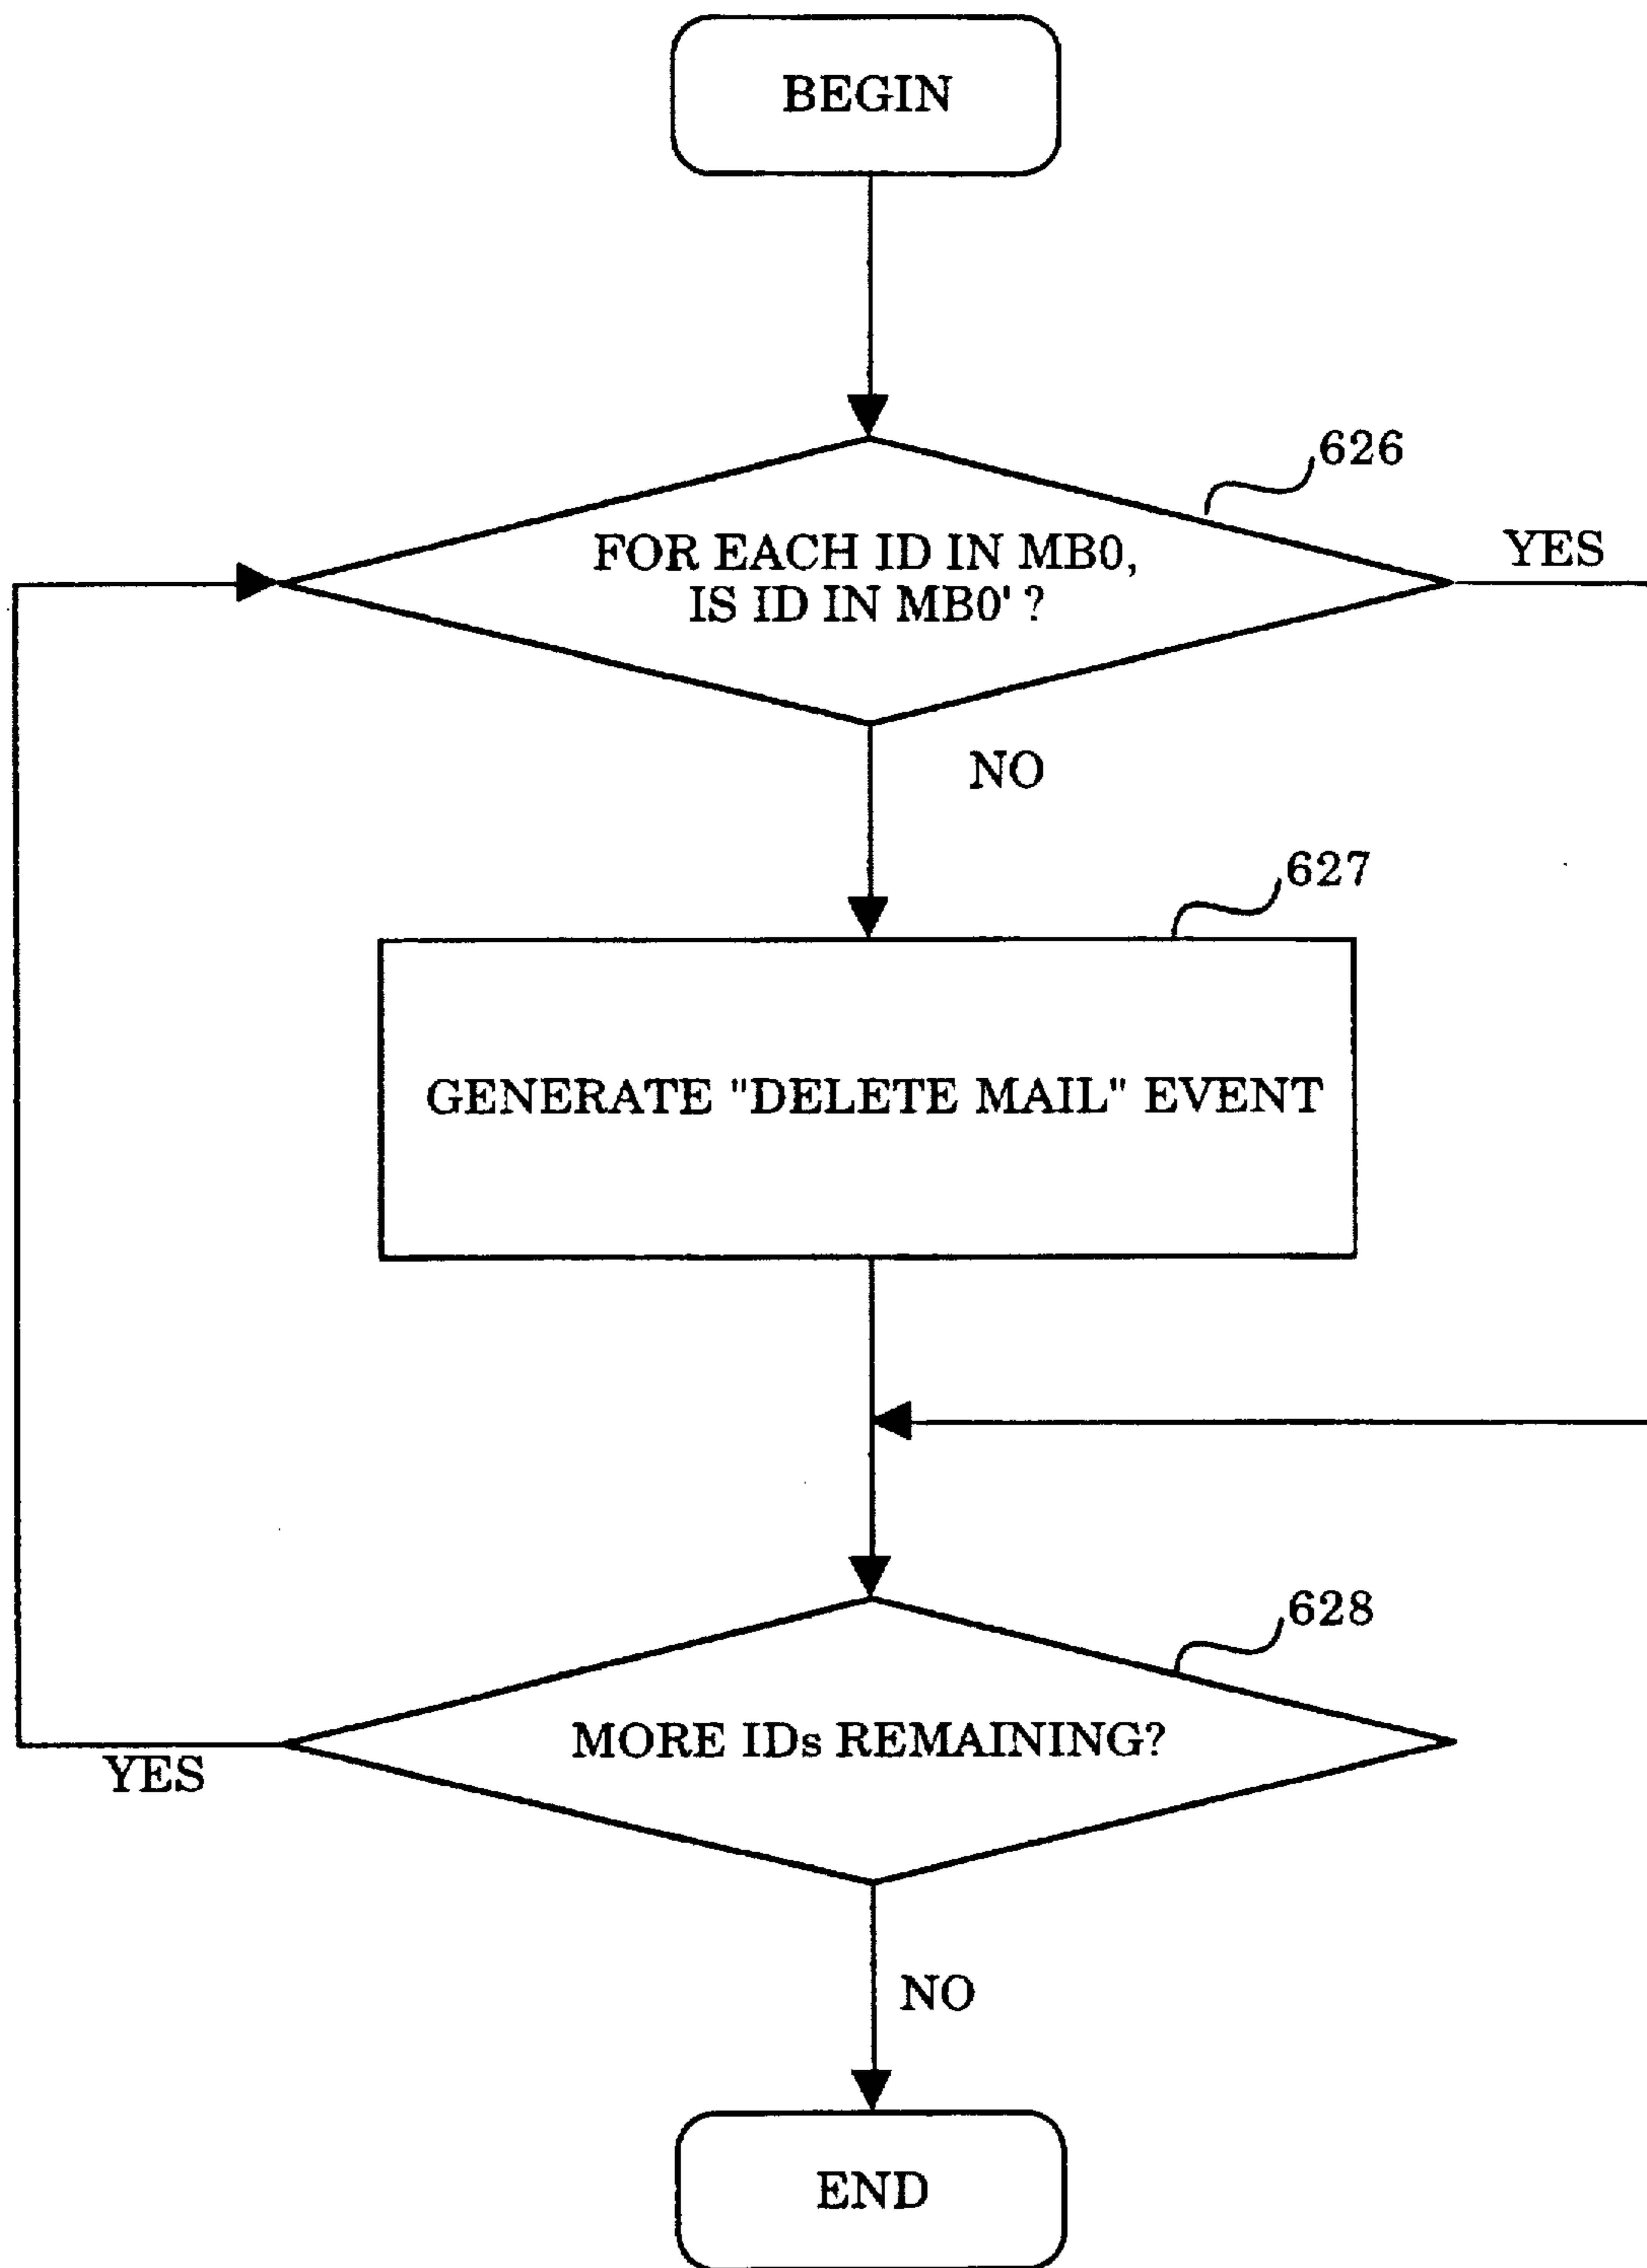 BEGIN
626
FOR EACH ID IN MB0,
IS ID IN MB0' ?
YES
NO
627
GENERATE "DELETE MAIL" EVENT
628
MORE IDs REMAINING?
YES
NO
END